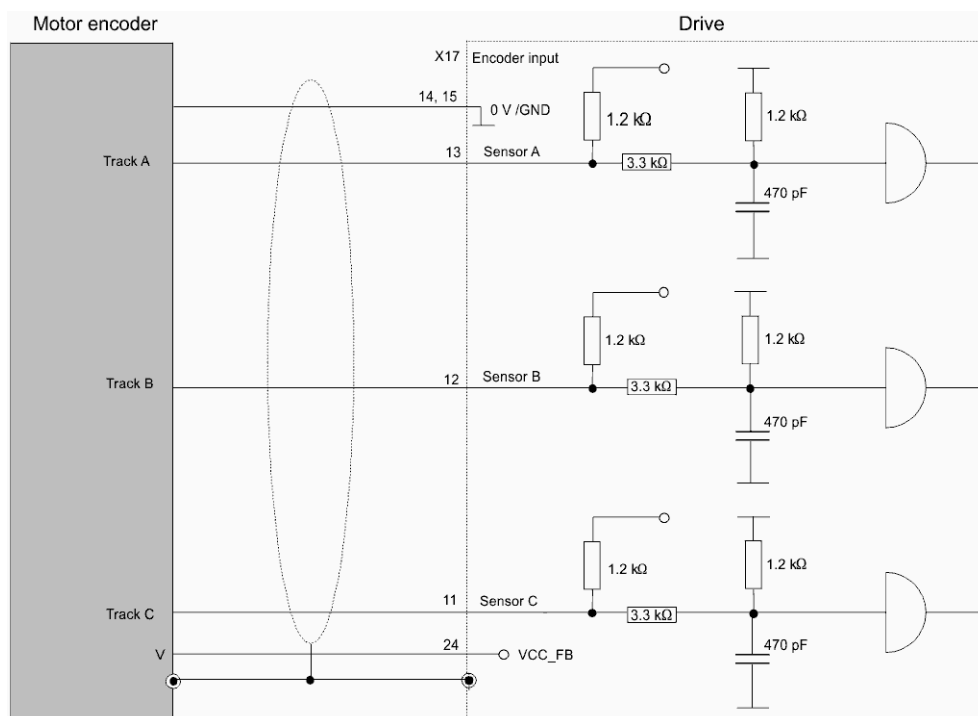 Motor encoder
Drive
X17 Encoder input
14, 15
0 V /GND
1.2 kΩ
1.2 kΩ
Track A
13
Sensor A
3.3 kΩ
470 pF
1.2 kΩ
1.2 kΩ
Track B
12
Sensor B
3.3 kΩ
470 pF
1.2 kΩ
1.2 kΩ
Track C
11
Sensor C
3.3 kΩ
470 pF
V
24
VCC_FB